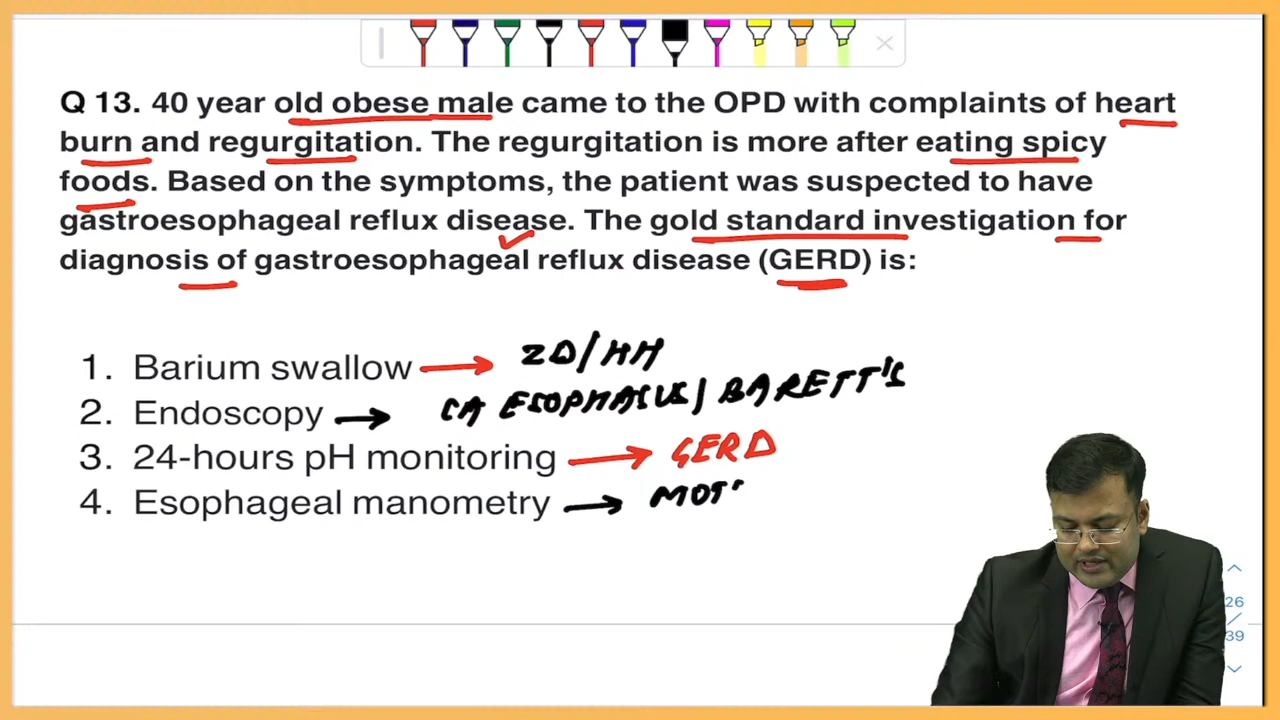 Q 13. 40 year old obese male came to the OPD with complaints of heart
burn and regurgitation. The regurgitation is more after eating spicy
foods. Based on the symptoms, the patient was suspected to have
gastroesophageal reflux disease. The gold standard investigation for
diagnosis of gastroesophageal reflux disease (GERD) is:
1. Barium swallow → ZD/HH
2. Endoscopy → CA ESOPHAGUS/BARETT'S
3. 24-hours pH monitoring → GERD
4. Esophageal manometry → MOT
26
39